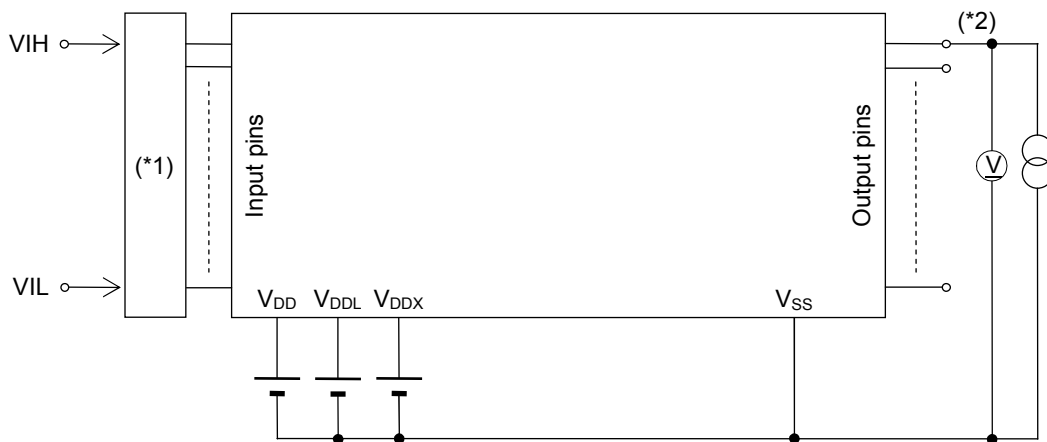 VIH
(*2)
(*1)
Input pins
Output pins
V
VIL
VDD
VDDL
VDDX
VSS